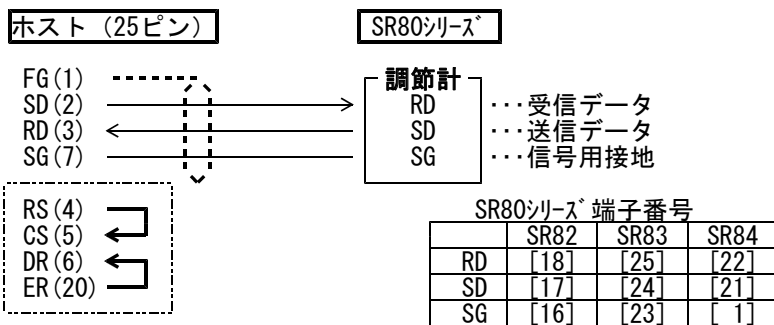 ホスト (25ピン) SR80ｼﾘｰｽﾞ
FG(1) 調節計
SD(2) RD ･･･受信データ
RD(3) SD ･･･送信データ
SG(7) SG ･･･信号用接地
RS(4)
CS(5)
DR(6)
ER(20)
SR80ｼﾘｰｽﾞ端子番号
SR82 SR83 SR84
RD [18] [25] [22]
SD [17] [24] [21]
SG [16] [23] [ 1]